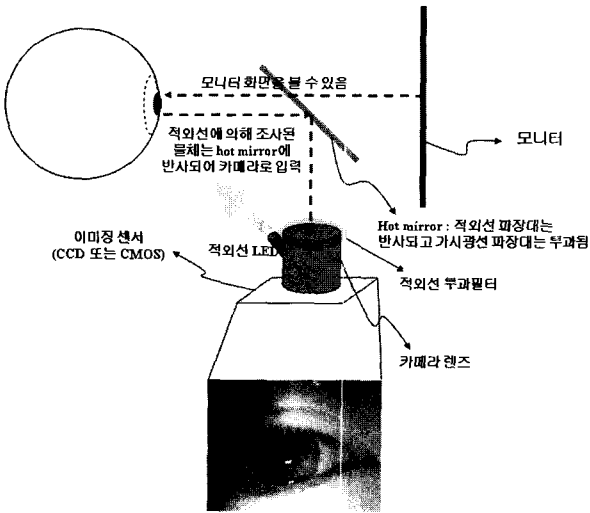 모니터 화면을 볼 수 있음
적외선에 의해 조사된
물체는 hot mirror에
반사되어 카메라로 입력
모니터
Hot mirror : 적외선 파장대는
반사되고 가시광선 파장대는 투과됨
이미징 센서
(CCD 또는 CMOS)
적외선 LED
적외선 투과필터
카메라 렌즈